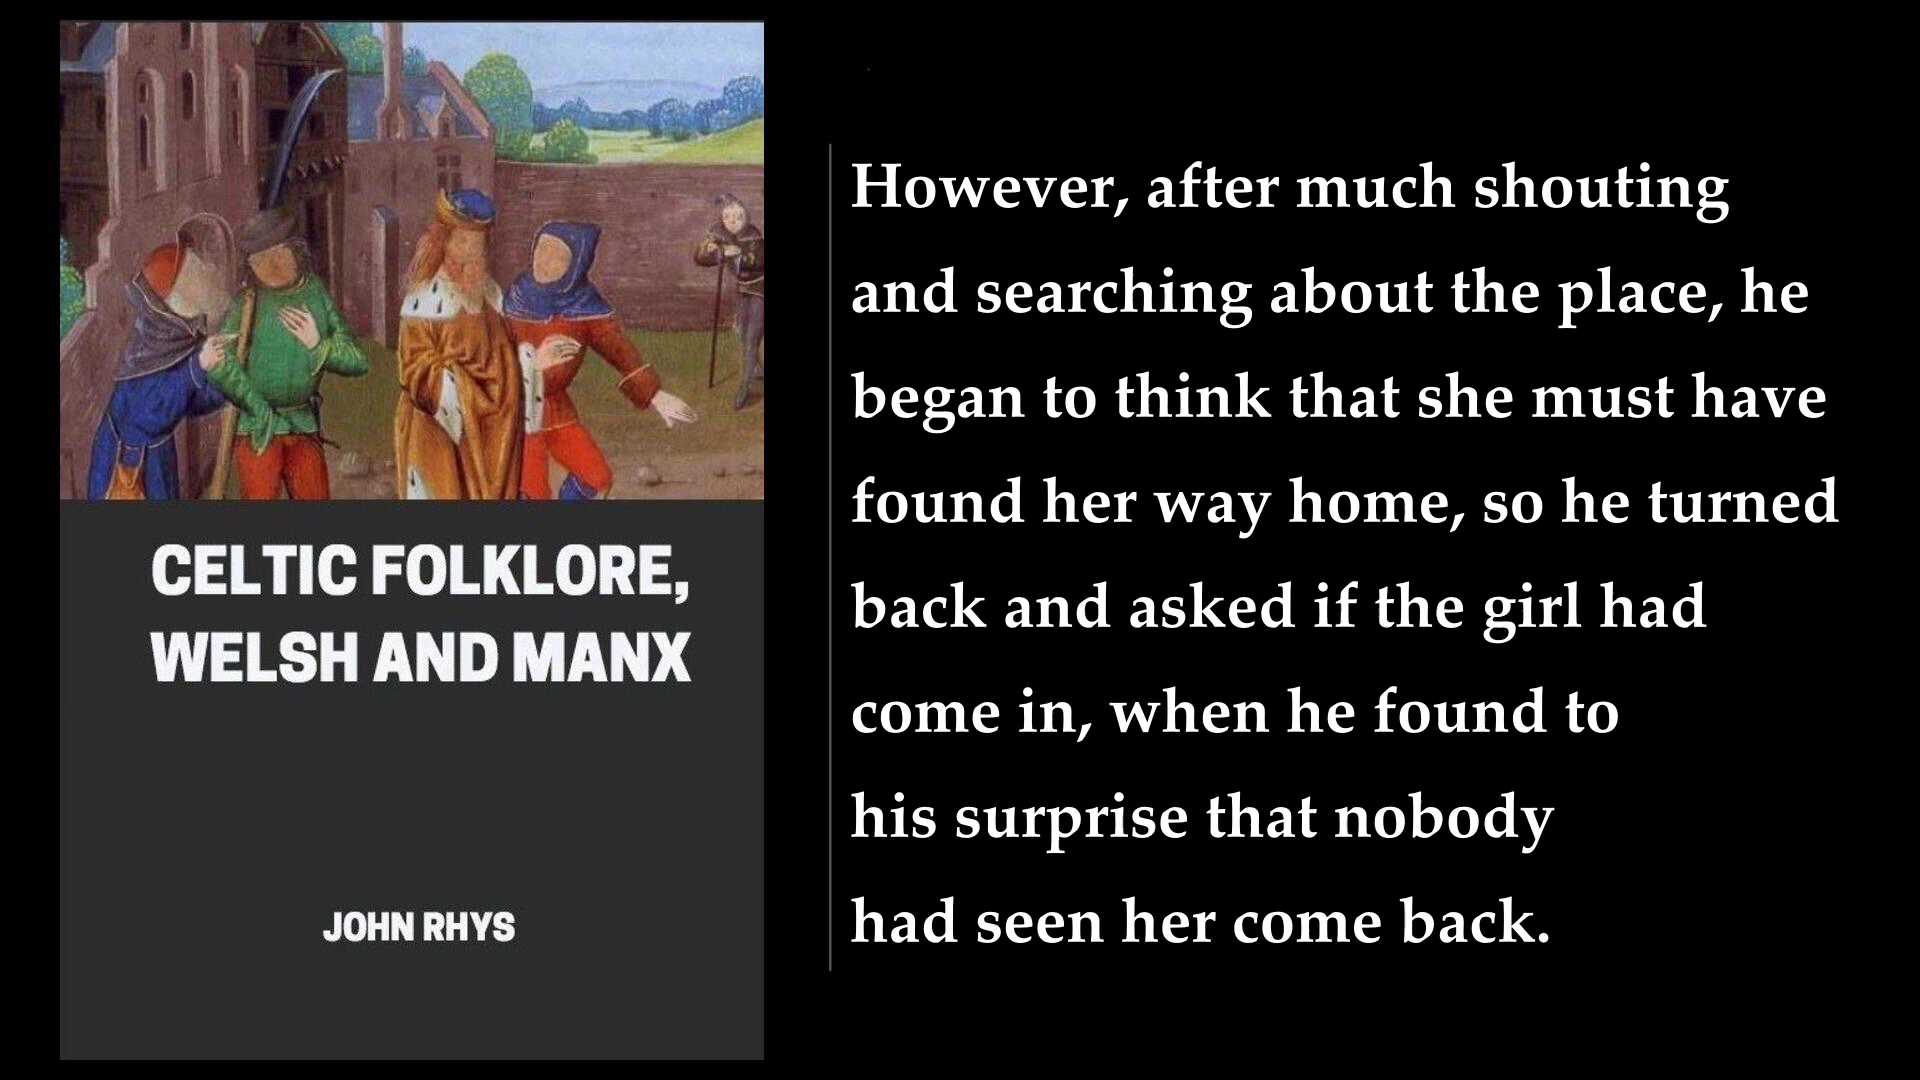 CELTIC FOLKLORE,
WELSH AND MANX
JOHN RHYS
However, after much shouting
and searching about the place, he
began to think that she must have
found her way home, so he turned
back and asked if the girl had
come in, when he found to
his surprise that nobody
had seen her come back.